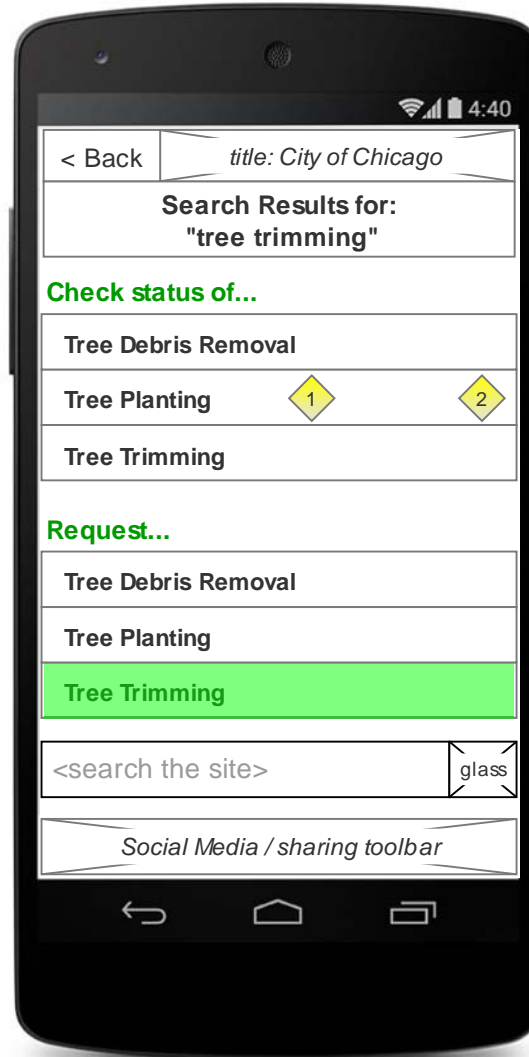 4:40
< Back
title: City of Chicago
Search Results for:
"tree trimming"
Check status of...
Tree Debris Removal
Tree Planting
1
2
Tree Trimming
Request...
Tree Debris Removal
Tree Planting
Tree Trimming
<search the site>
glass
Social Media / sharing toolbar